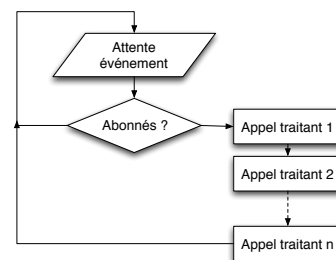 Attente
événement
Abonnés ?
Appel traitant 1
Appel traitant 2
Appel traitant n